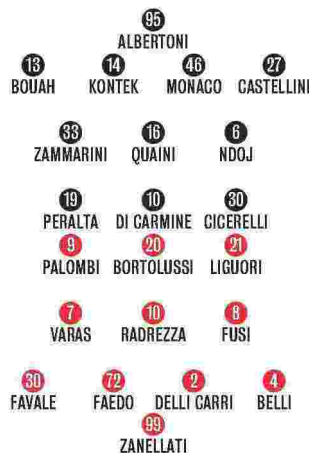 95
ALBERTONI
13 14 46 27
BOUAH KONTEK MONACO CASTELLINI
33 16 6
ZAMMARINI QUAINI NDOJ
19 10 30
PERALTA DI CARMINE CICERELLI
9 20 21
PALOMBI BORTOLUSSI LIGUORI
7 10 8
VARAS RADREZZA FUSI
30 72 2 4
FAVALE FAEDO DELLI CARRI BELLI
99
ZANELLATI